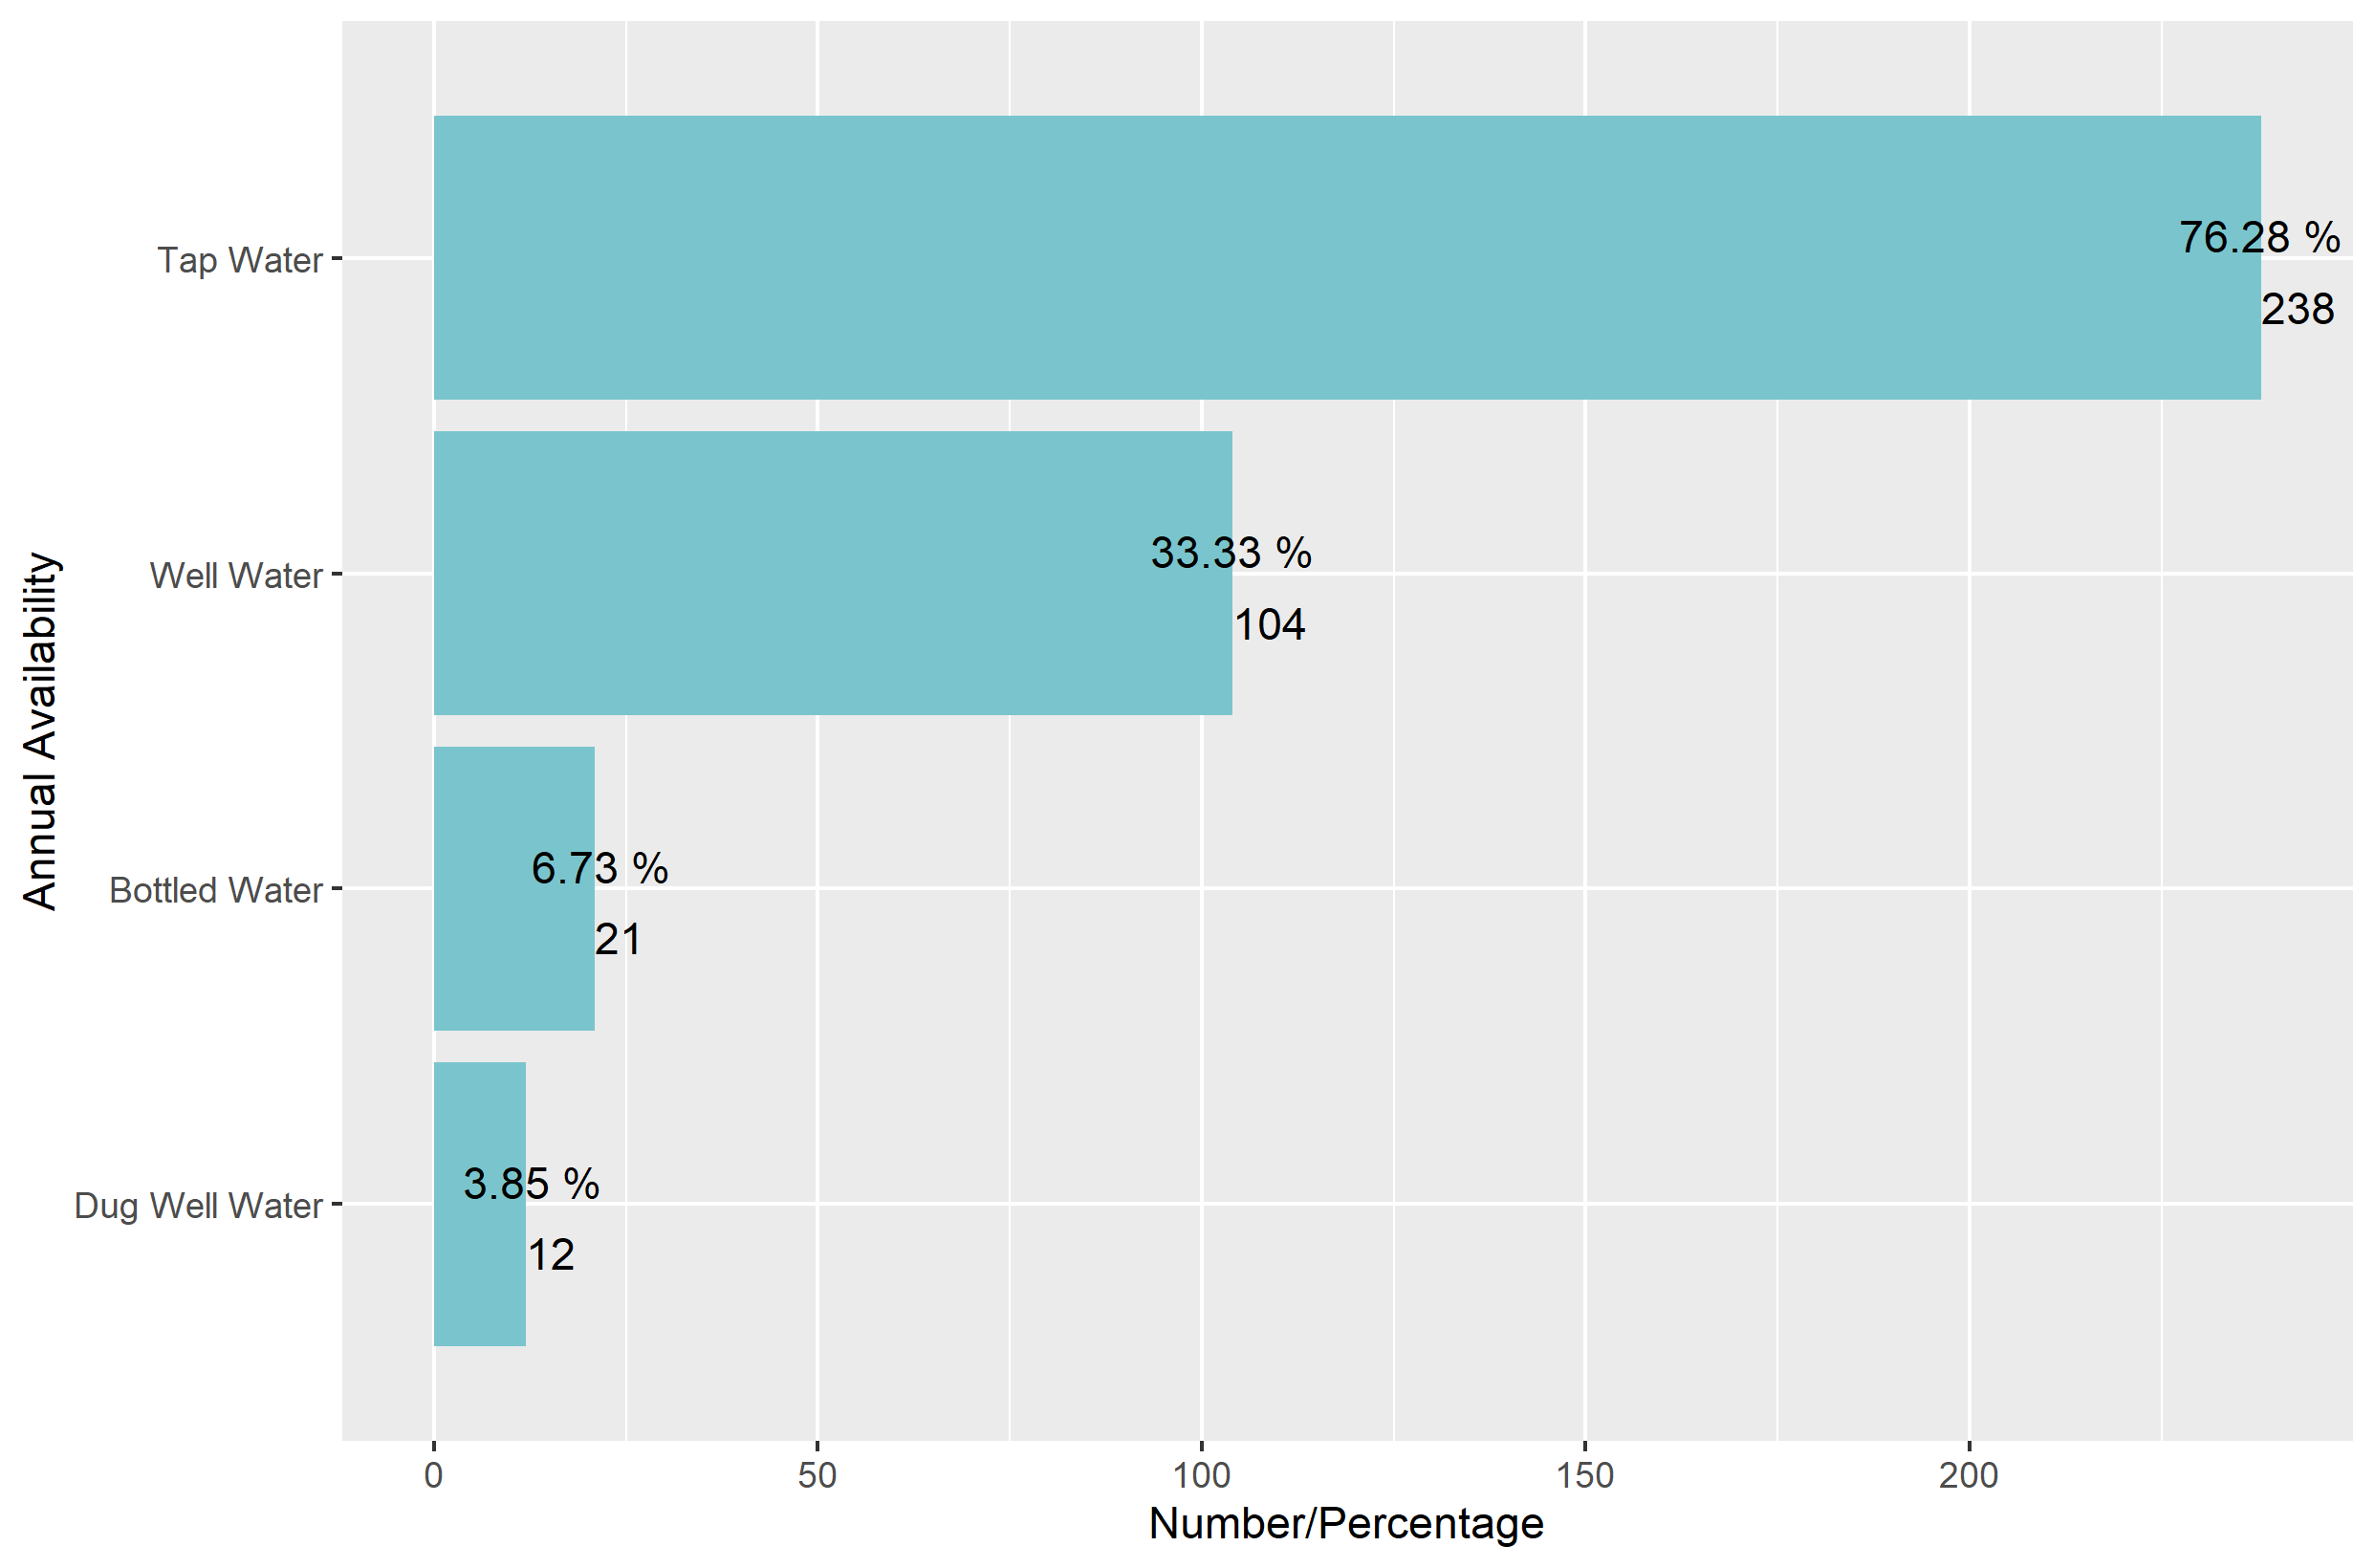 Annual Availability
Tap Water
76.28 %
238
Well Water
33.33 %
104
Bottled Water
6.73 %
21
Dug Well Water
3.85 %
12
0 50 100 150 200
Number/Percentage